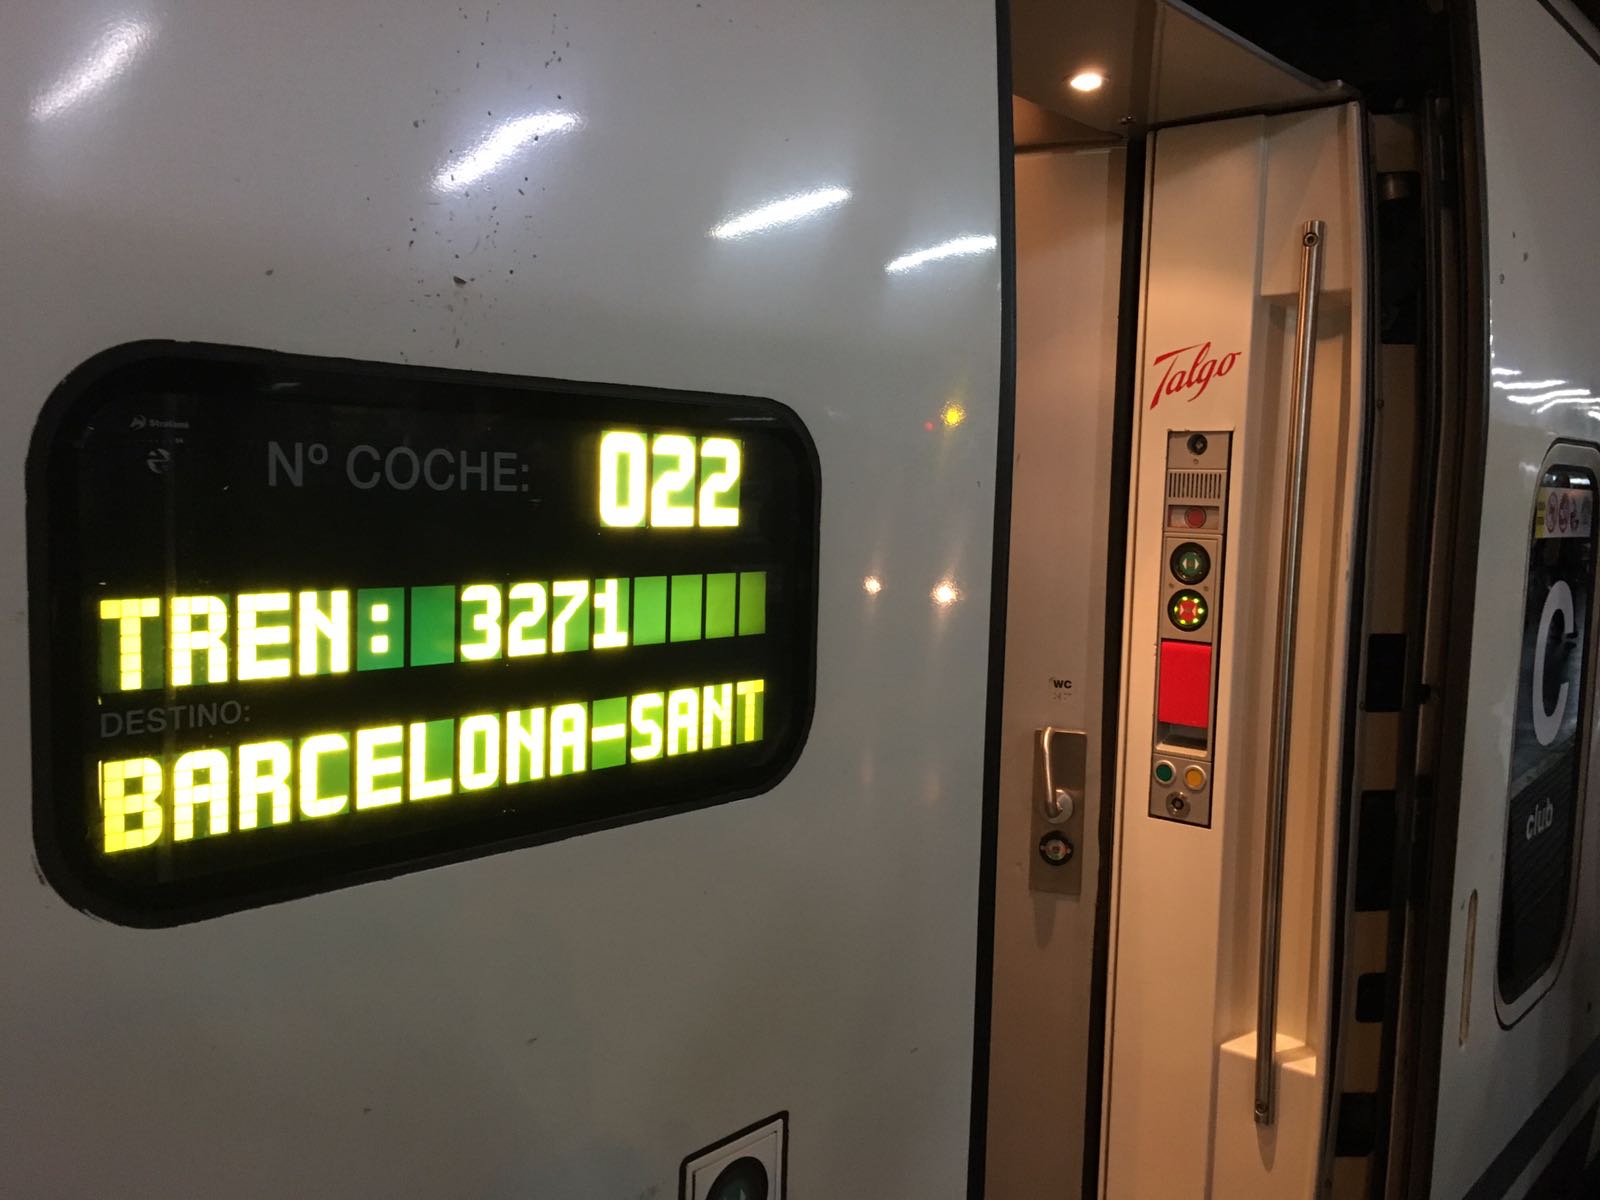 Nº COCHE: 022
TREN: 3271
DESTINO:
BARCELONA-SANT
Talgo
WC
C
club